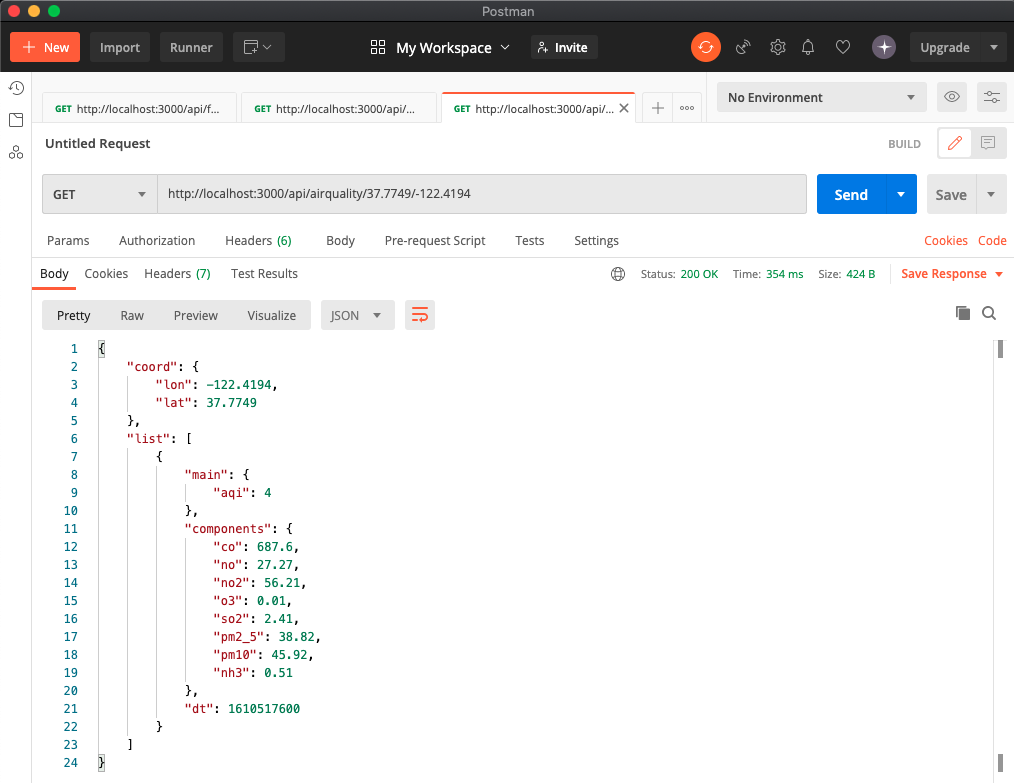 Postman
New Import Runner My Workspace Invite Upgrade
GET http://localhost:3000/api/f... GET http://localhost:3000/api/... GET http://localhost:3000/api/... No Environment
Untitled Request BUILD
GET http://localhost:3000/api/airquality/37.7749/-122.4194 Send Save
Params Authorization Headers (6) Body Pre-request Script Tests Settings Cookies Code
Body Cookies Headers (7) Test Results Status: 200 OK Time: 354 ms Size: 424 B Save Response
Pretty Raw Preview Visualize JSON
1 {
2 "coord": {
3 "lon": -122.4194,
4 "lat": 37.7749
5 },
6 "list": [
7 {
8 "main": {
9 "aqi": 4
10 },
11 "components": {
12 "co": 687.6,
13 "no": 27.27,
14 "no2": 56.21,
15 "o3": 0.01,
16 "so2": 2.41,
17 "pm2_5": 38.82,
18 "pm10": 45.92,
19 "nh3": 0.51
20 },
21 "dt": 1610517600
22 }
23 ]
24 }